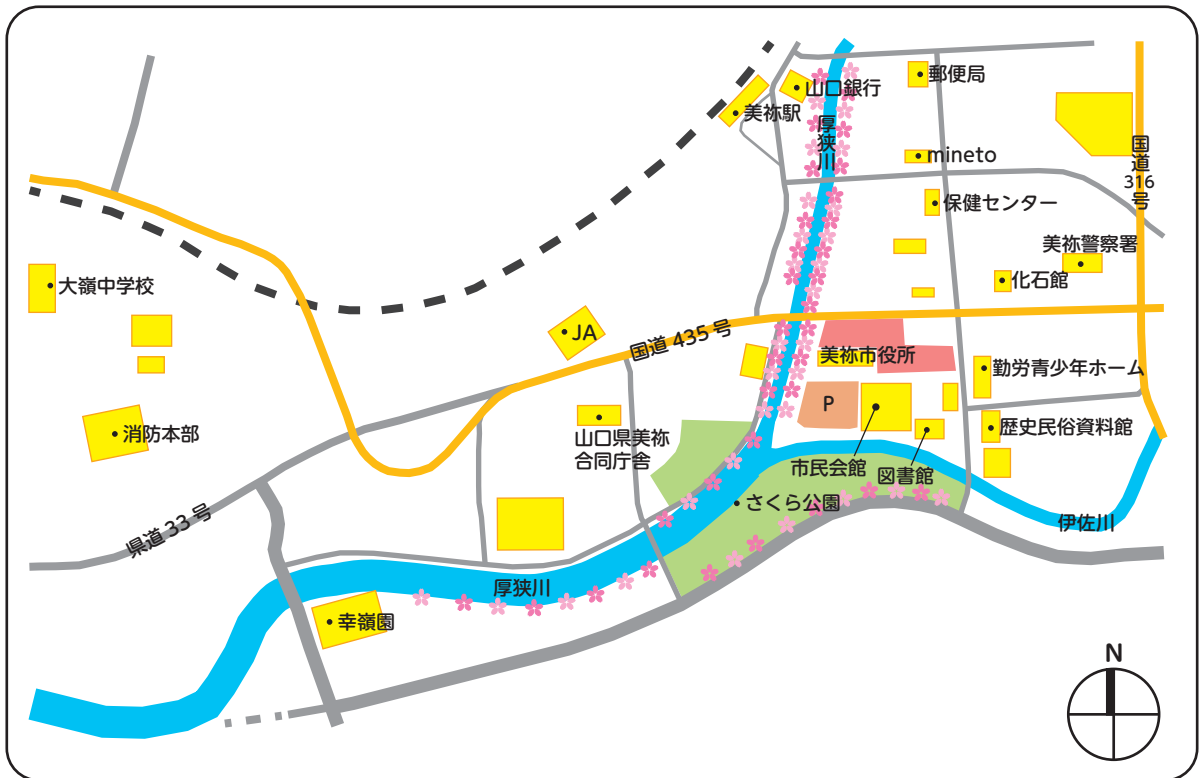 郵便局
山口銀行
美祢駅
厚狭川
mineto
国道316号
保健センター
美祢警察署
化石館
大嶺中学校
JA
国道 435 号
美祢市役所
勤労青少年ホーム
P
消防本部
山口県美祢
合同庁舎
歴史民俗資料館
市民会館
図書館
さくら公園
県道 33 号
伊佐川
厚狭川
幸嶺園
N